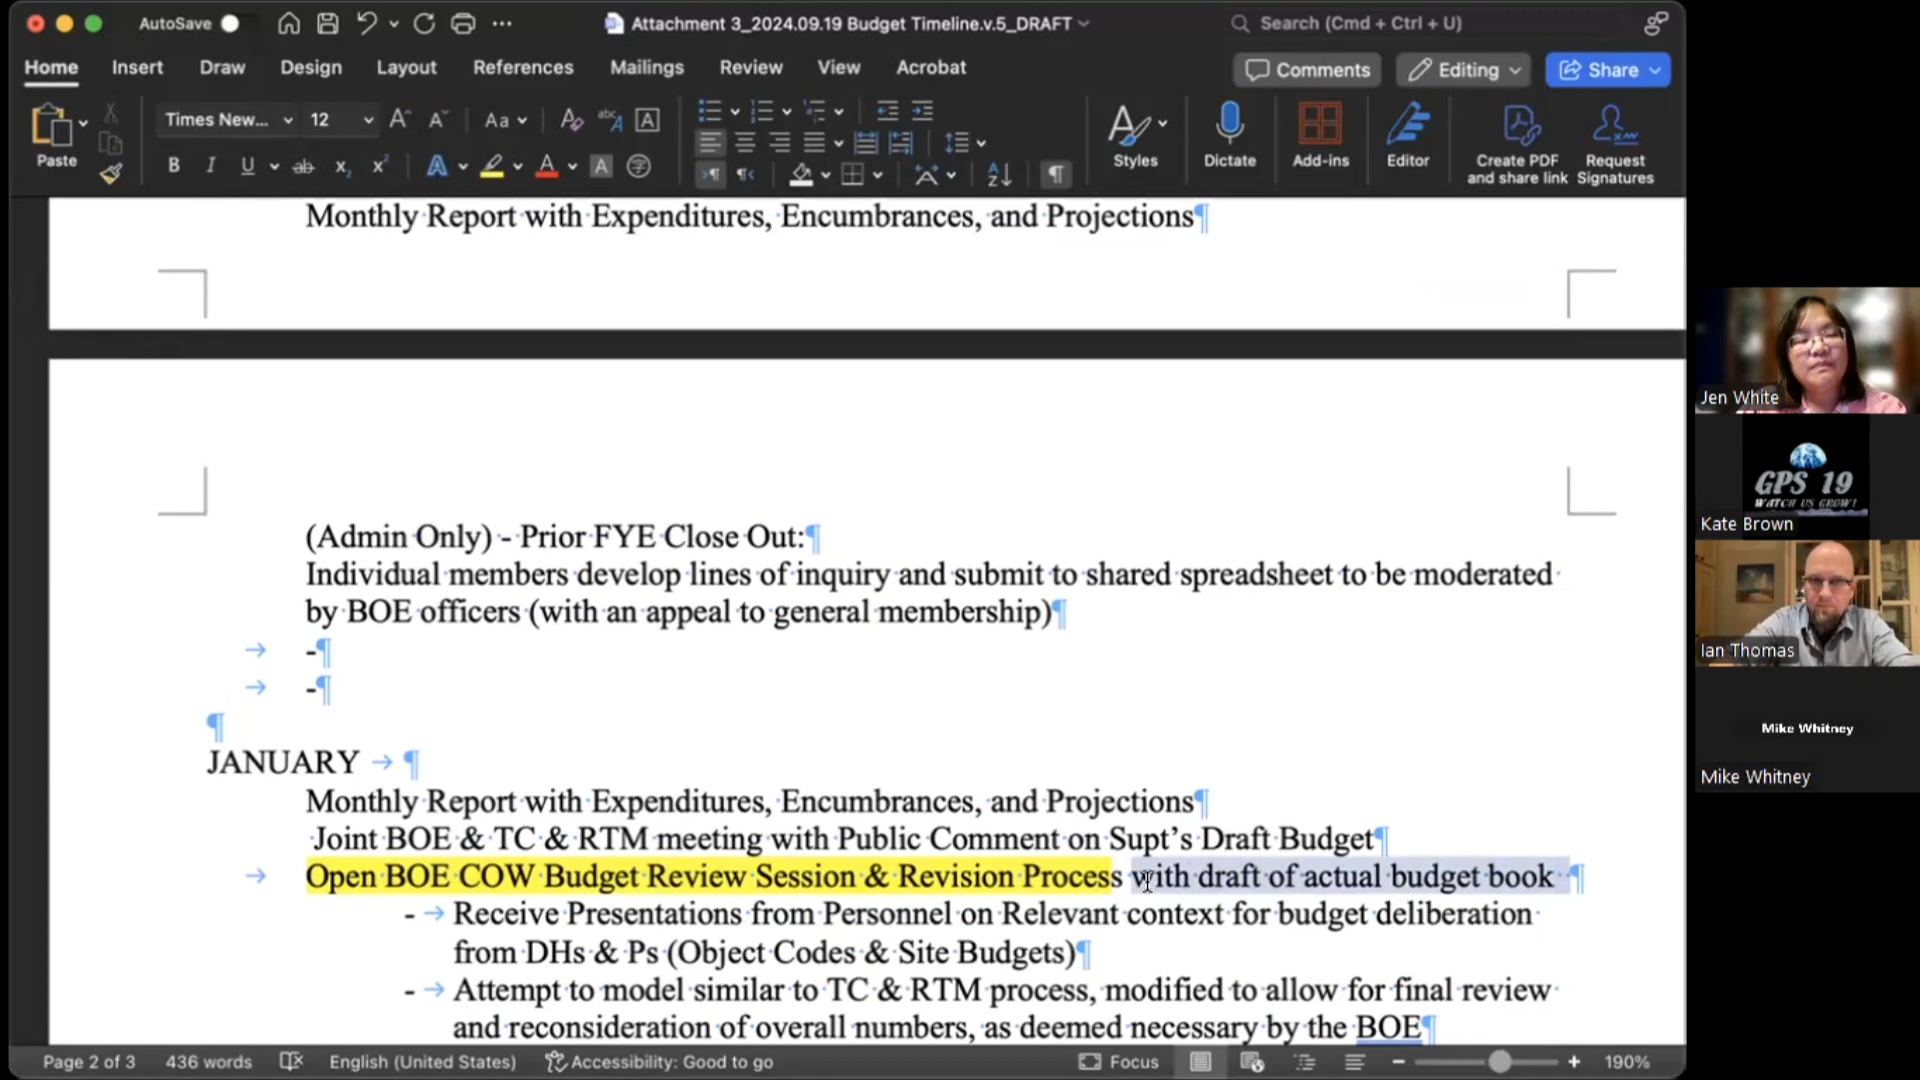 AutoSave
Attachment 3_2024.09.19 Budget Timeline.v.5_DRAFT
Search (Cmd + Ctrl + U)
Home Insert Draw Design Layout References Mailings Review View Acrobat
Comments Editing Share
Paste
Times New... 12
Aa
B I U ab x₂ x²
Styles
Dictate
Add-ins
Editor
Create PDF and share link
Request Signatures
Monthly Report with Expenditures, Encumbrances, and Projections¶
(Admin Only) - Prior FYE Close Out:¶
Individual members develop lines of inquiry and submit to shared spreadsheet to be moderated
by BOE officers (with an appeal to general membership)¶
→ -¶
→ -¶
¶
JANUARY → ¶
Monthly Report with Expenditures, Encumbrances, and Projections¶
Joint BOE & TC & RTM meeting with Public Comment on Supt's Draft Budget¶
→ Open BOE COW Budget Review Session & Revision Process with draft of actual budget book ¶
- → Receive Presentations from Personnel on Relevant context for budget deliberation
from DHs & Ps (Object Codes & Site Budgets)¶
- → Attempt to model similar to TC & RTM process, modified to allow for final review
and reconsideration of overall numbers, as deemed necessary by the BOE¶
Page 2 of 3 436 words English (United States) Accessibility: Good to go Focus 190%
Jen White
GPS 19
WATCH US GROW!
Kate Brown
Ian Thomas
Mike Whitney
Mike Whitney